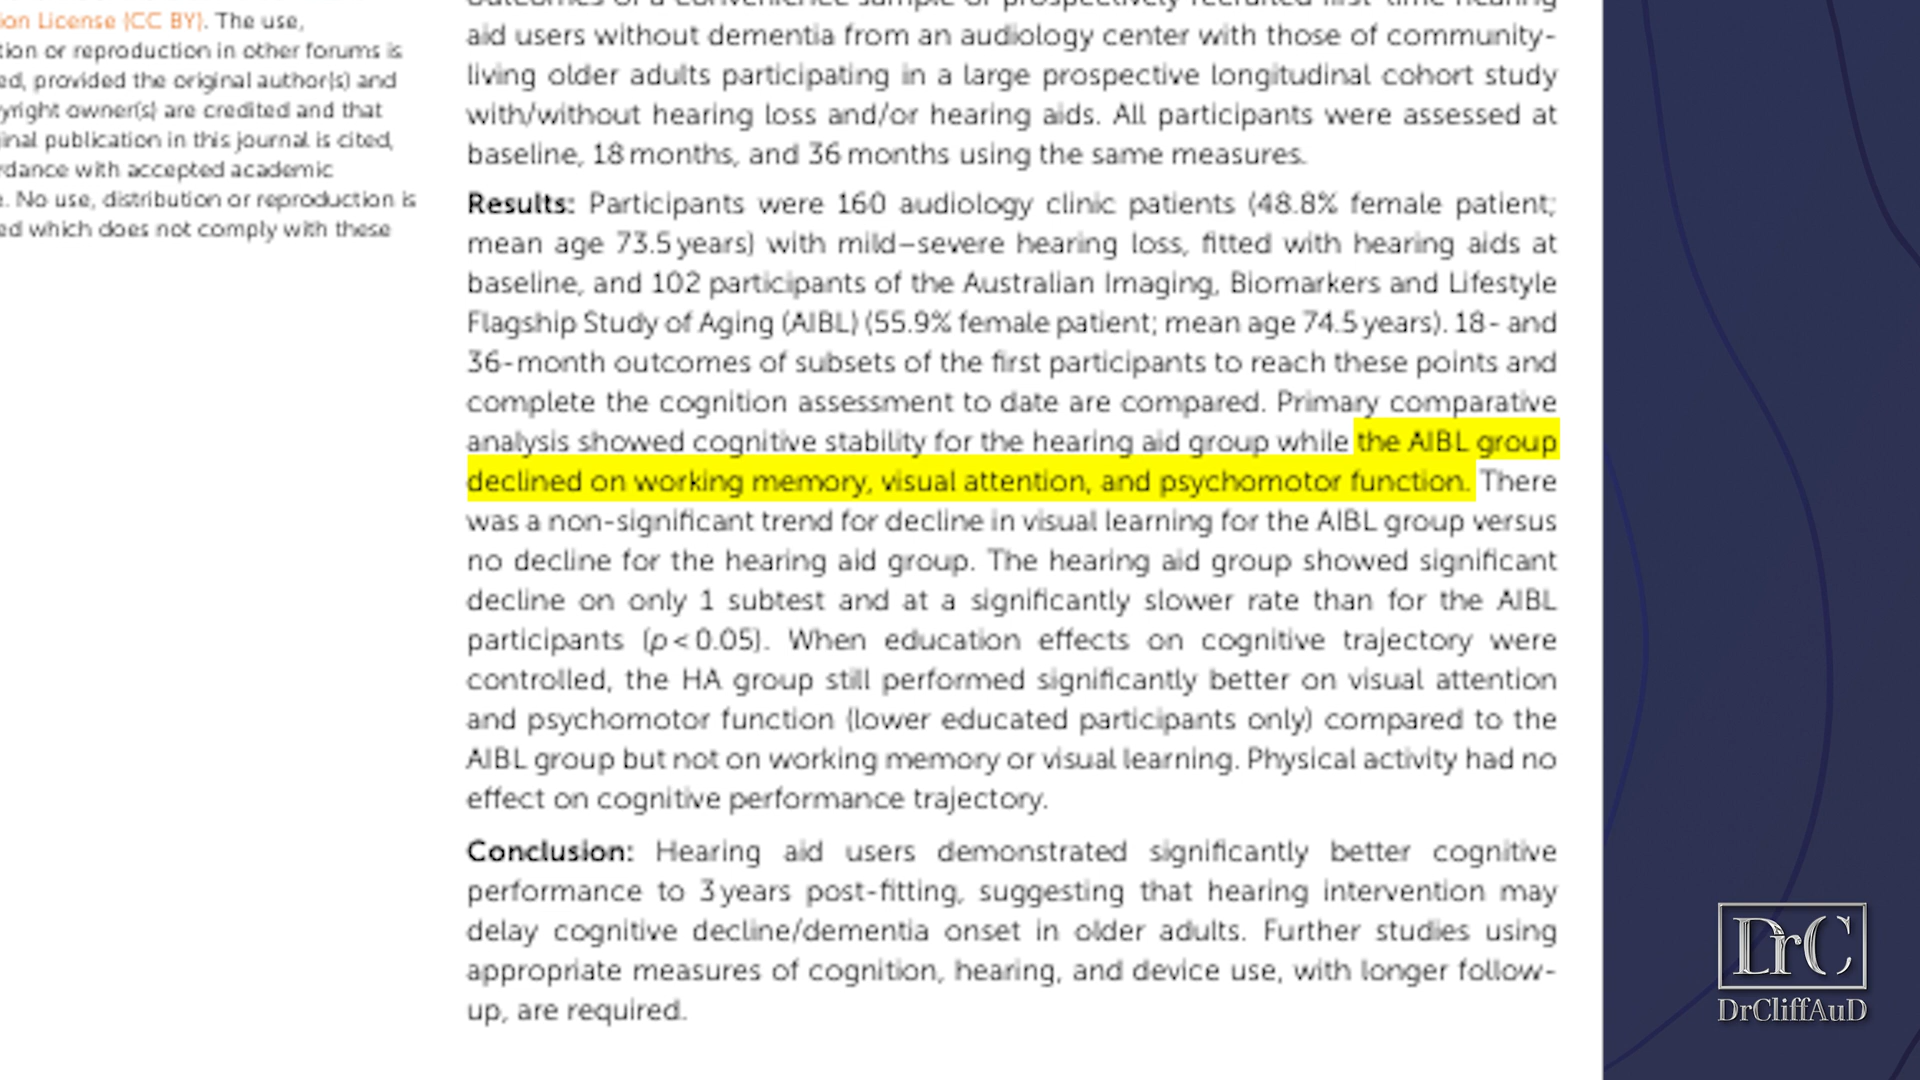 ion License (CC BY). The use,
tion or reproduction in other forums is
ed, provided the original author(s) and
yright owner(s) are credited and that
inal publication in this journal is cited,
rdance with accepted academic
e. No use, distribution or reproduction is
ed which does not comply with these
outcomes of a convenience sample of prospectively recruited first-time hearing
aid users without dementia from an audiology center with those of community-
living older adults participating in a large prospective longitudinal cohort study
with/without hearing loss and/or hearing aids. All participants were assessed at
baseline, 18 months, and 36 months using the same measures.
Results: Participants were 160 audiology clinic patients (48.8% female patient;
mean age 73.5 years) with mild–severe hearing loss, fitted with hearing aids at
baseline, and 102 participants of the Australian Imaging, Biomarkers and Lifestyle
Flagship Study of Aging (AIBL) (55.9% female patient; mean age 74.5 years). 18- and
36-month outcomes of subsets of the first participants to reach these points and
complete the cognition assessment to date are compared. Primary comparative
analysis showed cognitive stability for the hearing aid group while the AIBL group
declined on working memory, visual attention, and psychomotor function. There
was a non-significant trend for decline in visual learning for the AIBL group versus
no decline for the hearing aid group. The hearing aid group showed significant
decline on only 1 subtest and at a significantly slower rate than for the AIBL
participants (p < 0.05). When education effects on cognitive trajectory were
controlled, the HA group still performed significantly better on visual attention
and psychomotor function (lower educated participants only) compared to the
AIBL group but not on working memory or visual learning. Physical activity had no
effect on cognitive performance trajectory.
Conclusion: Hearing aid users demonstrated significantly better cognitive
performance to 3 years post-fitting, suggesting that hearing intervention may
delay cognitive decline/dementia onset in older adults. Further studies using
appropriate measures of cognition, hearing, and device use, with longer follow-
up, are required.
DrC
DrCliffAuD